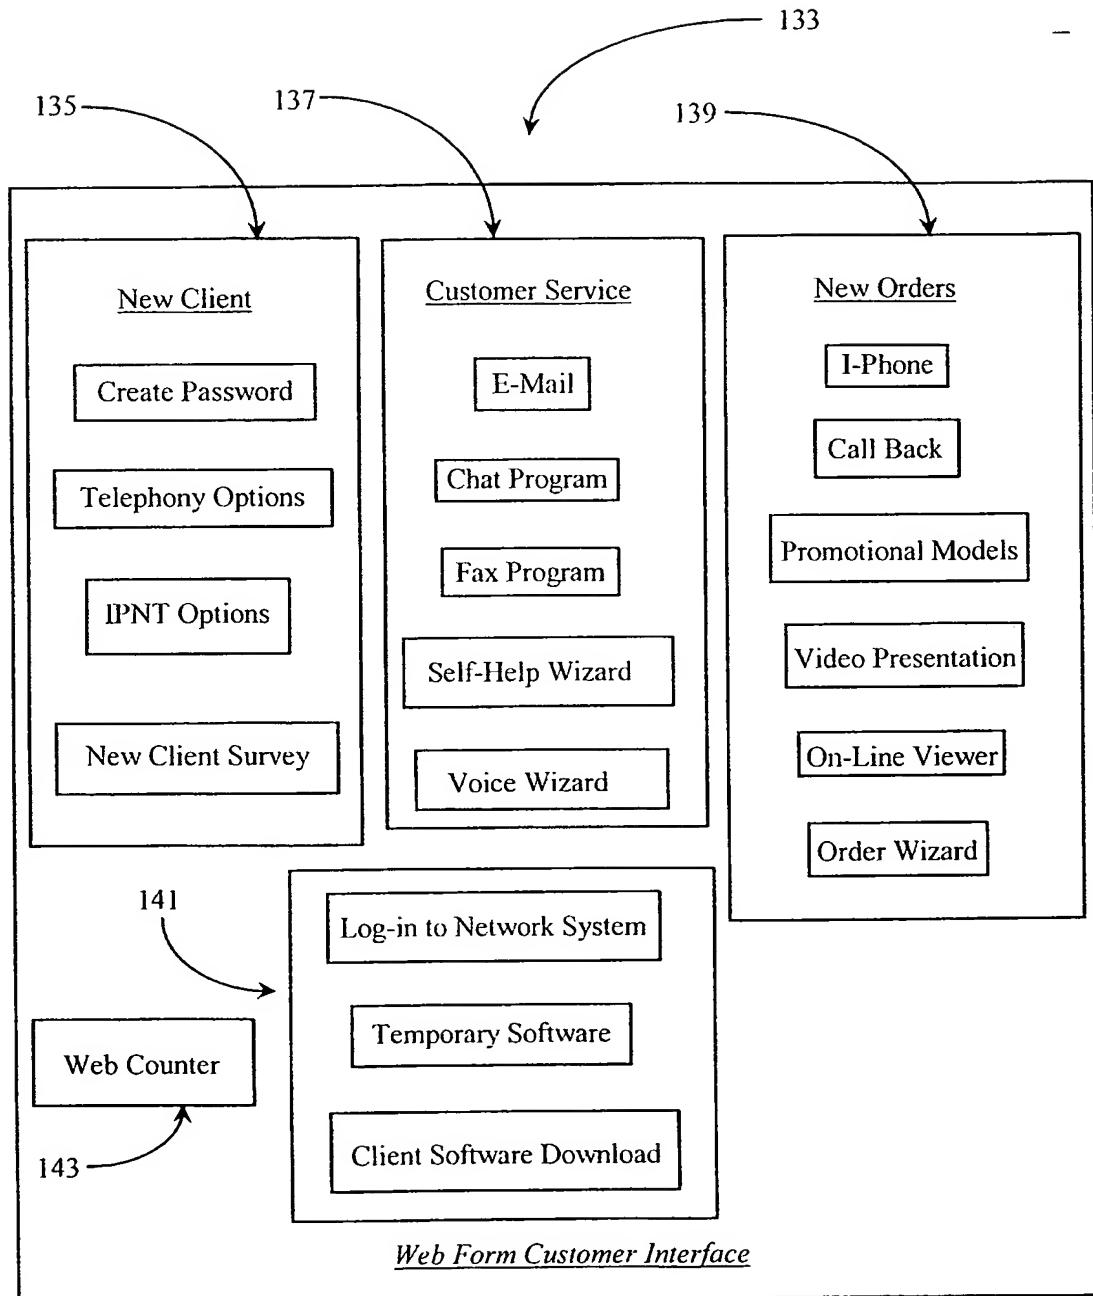 133
135
137
139
New Client
Create Password
Telephony Options
IPNT Options
New Client Survey
Customer Service
E-Mail
Chat Program
Fax Program
Self-Help Wizard
Voice Wizard
New Orders
I-Phone
Call Back
Promotional Models
Video Presentation
On-Line Viewer
Order Wizard
141
Log-in to Network System
Temporary Software
Client Software Download
Web Counter
143
Web Form Customer Interface